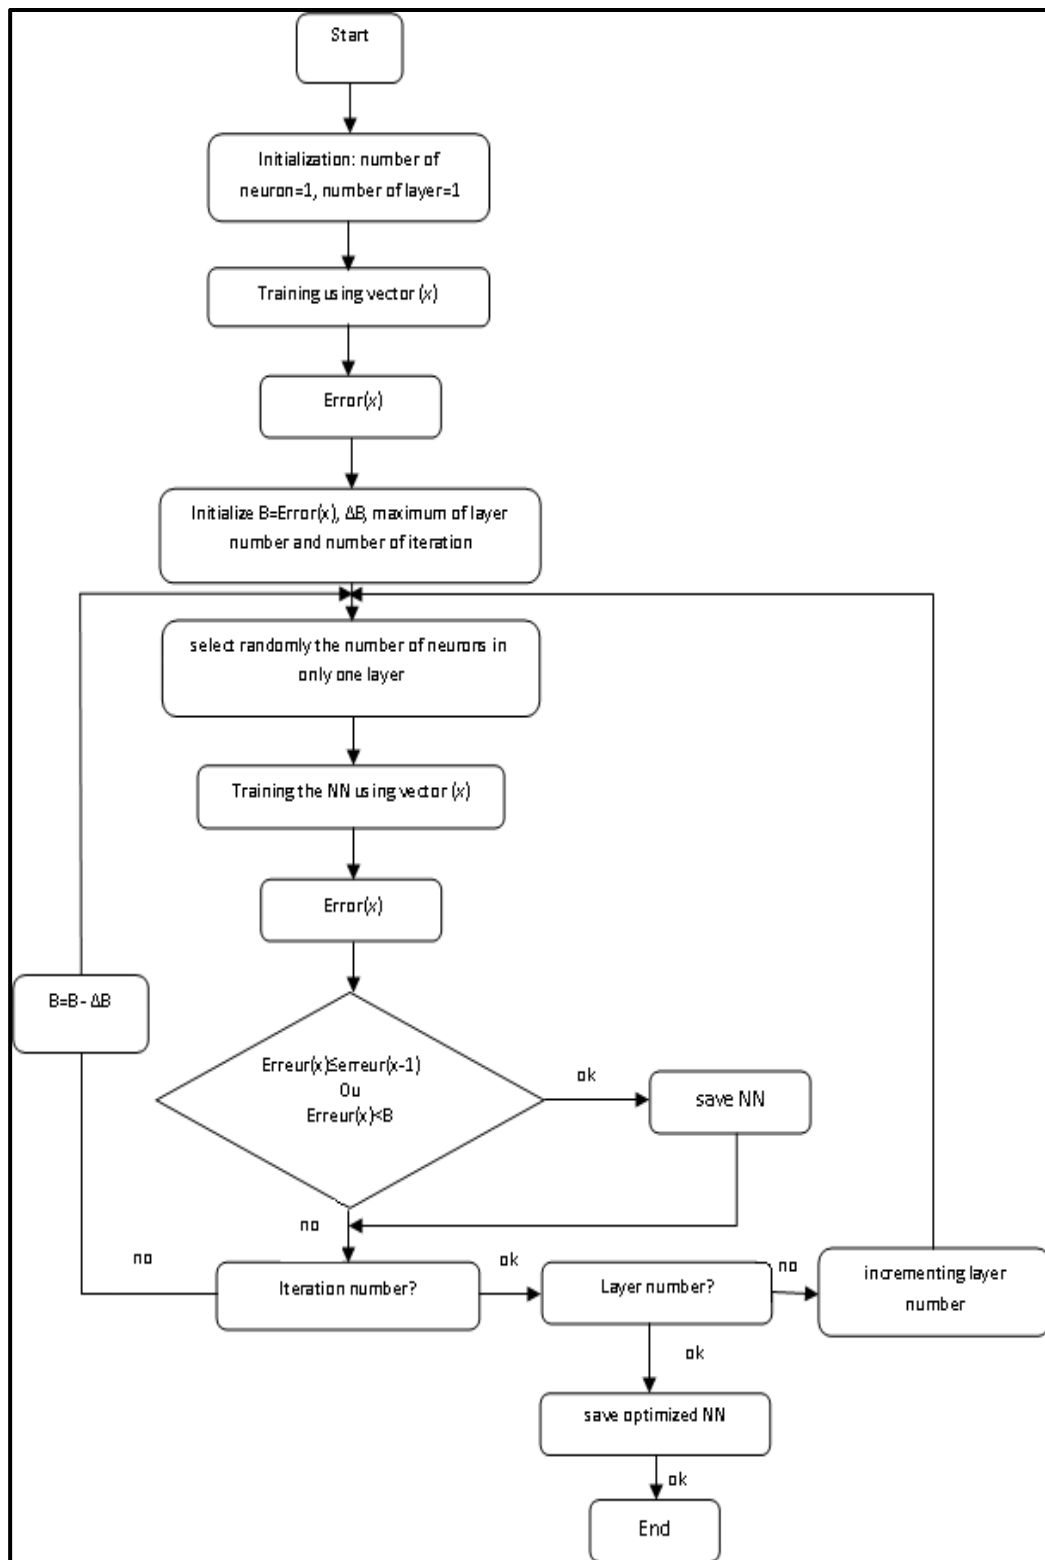 Start
Initialization: number of
neuron=1, number of layer=1
Training using vector (x)
Error(x)
Initialize B=Error(x), ΔB, maximum of layer
number and number of iteration
select randomly the number of neurons in
only one layer
Training the NN using vector (x)
Error(x)
B=B - ΔB
Erreur(x)≤erreur(x-1)
Ou
Erreur(x)<B
ok
save NN
no
no
Iteration number?
ok
Layer number?
no
incrementing layer
number
ok
save optimized NN
ok
End